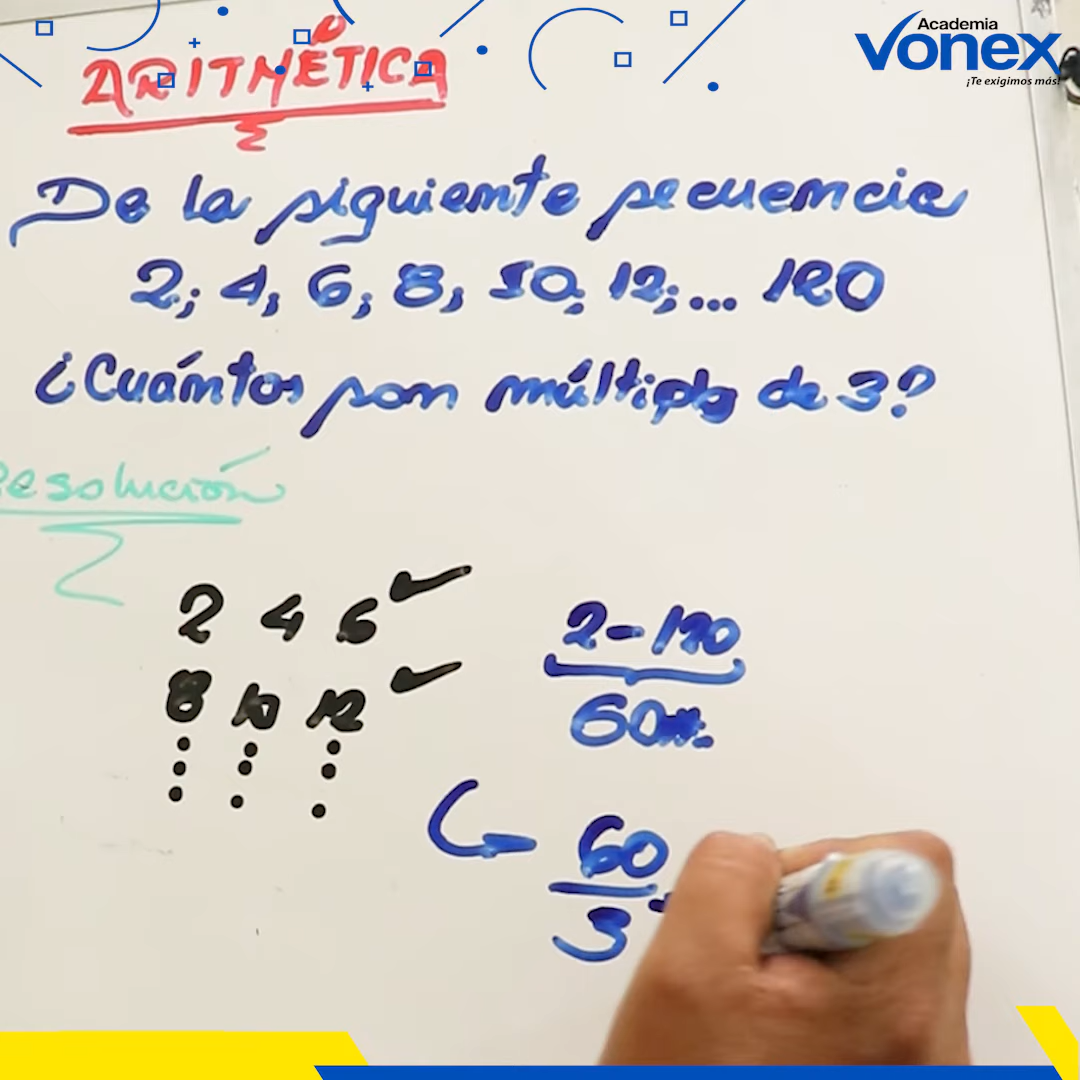 Academia
vonex
¡Te exigimos más!
ARITMÉTICA
De la siguiente secuencia
2; 4; 6; 8; 10; 12; ... 120
¿Cuántos son múltiplos de 3?
Resolución
2 4 6
8 10 12
2-120
60#.
60
3